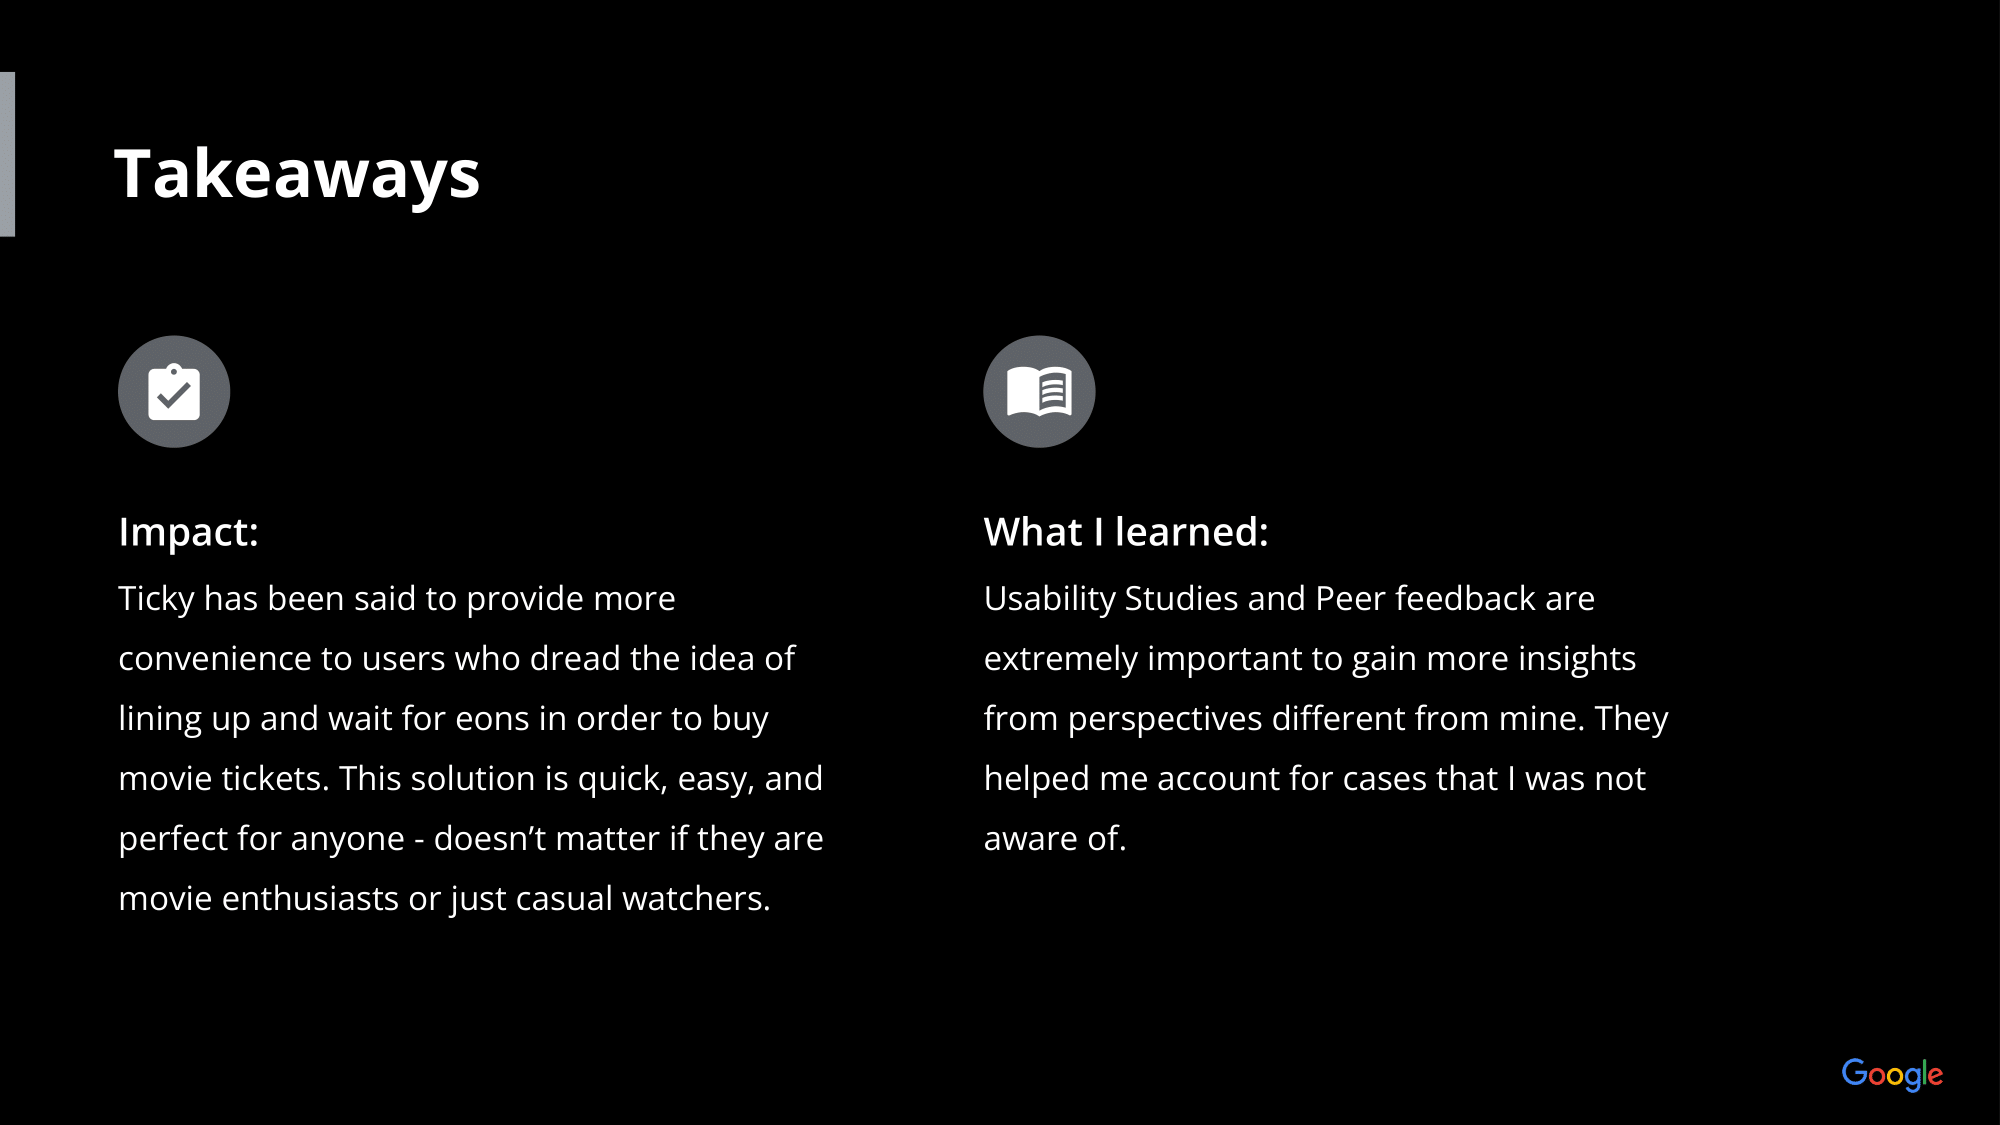 Takeaways
Impact:
Ticky has been said to provide more
convenience to users who dread the idea of
lining up and wait for eons in order to buy
movie tickets. This solution is quick, easy, and
perfect for anyone - doesn’t matter if they are
movie enthusiasts or just casual watchers.
What I learned:
Usability Studies and Peer feedback are
extremely important to gain more insights
from perspectives different from mine. They
helped me account for cases that I was not
aware of.
Google